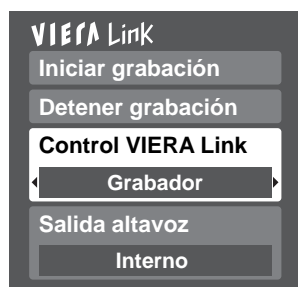 VIERA Link
Iniciar grabación
Detener grabación
Control VIERA Link
Grabador
Salida altavoz
Interno